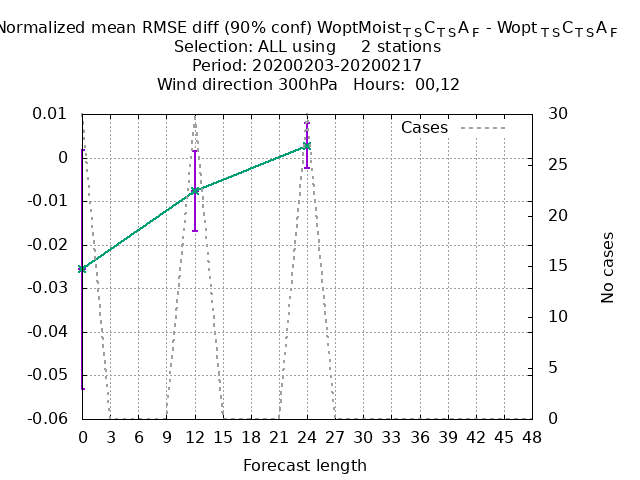 Normalized mean RMSE diff (90% conf) WoptMoist_TSC_TSA_F - Wopt_TSC_TSA_F
Selection: ALL using 2 stations
Period: 20200203-20200217
Wind direction 300hPa Hours: 00,12
Cases
0.01
0
-0.01
-0.02
-0.03
-0.04
-0.05
-0.06
30
25
20
15
10
5
0
No cases
0 3 6 9 12 15 18 21 24 27 30 33 36 39 42 45 48
Forecast length